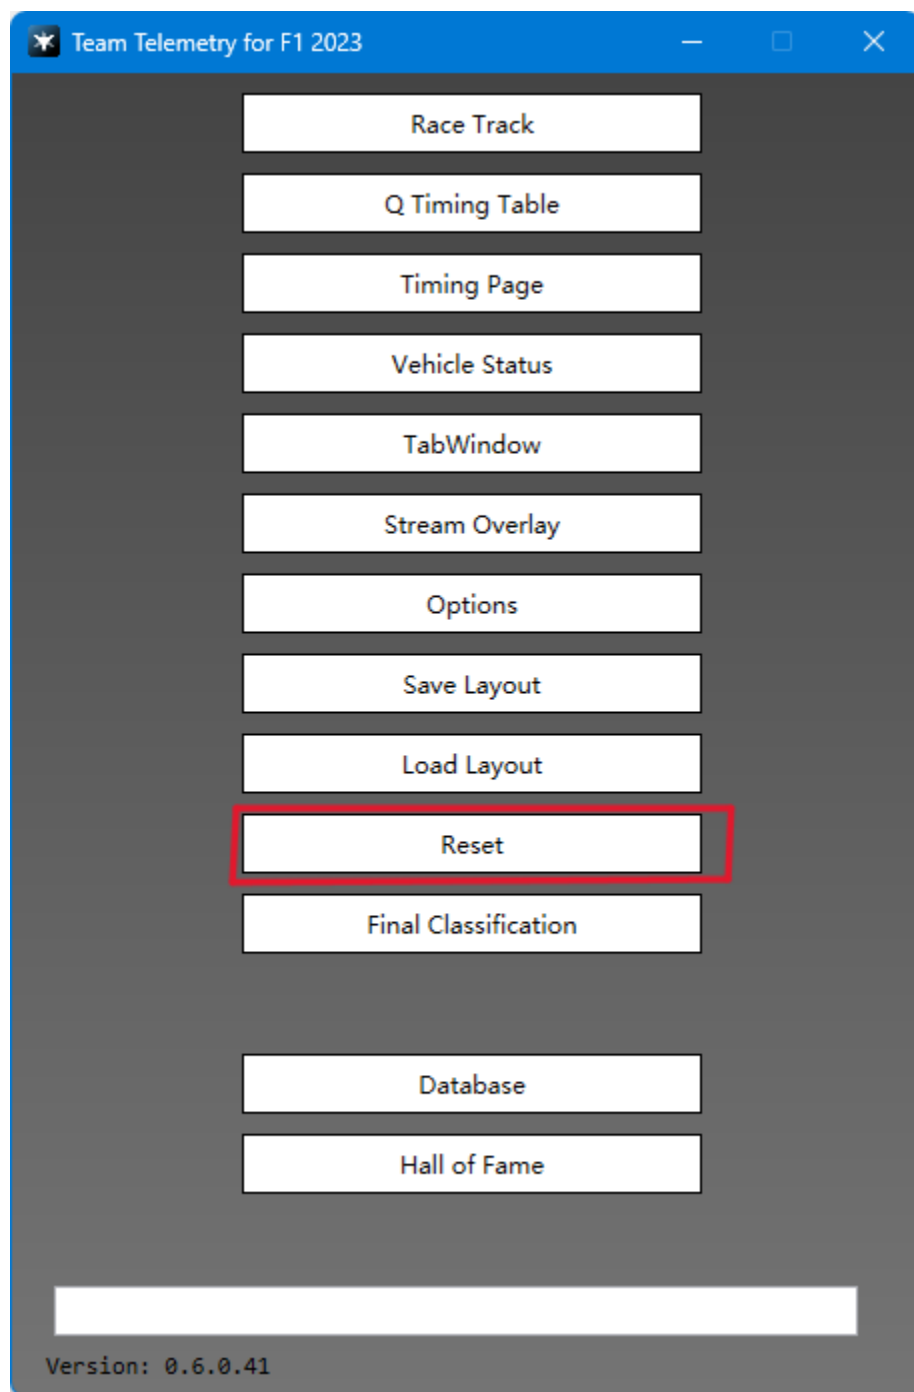 Team Telemetry for F1 2023
Race Track
Q Timing Table
Timing Page
Vehicle Status
TabWindow
Stream Overlay
Options
Save Layout
Load Layout
Reset
Final Classification
Database
Hall of Fame
Version: 0.6.0.41